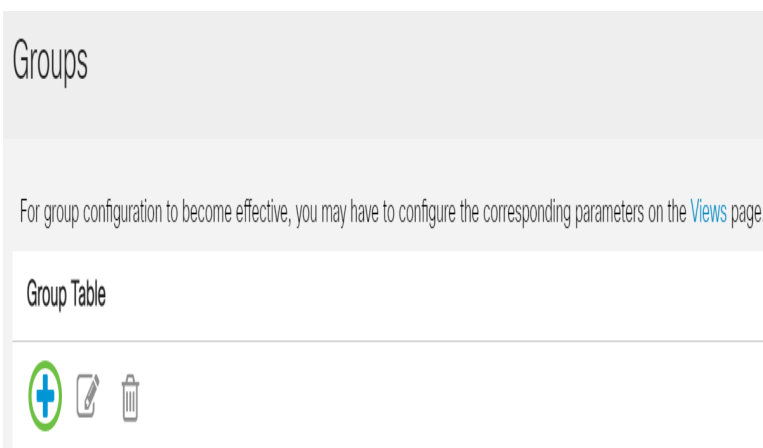 Groups
For group configuration to become effective, you may have to configure the corresponding parameters on the Views page.
Group Table